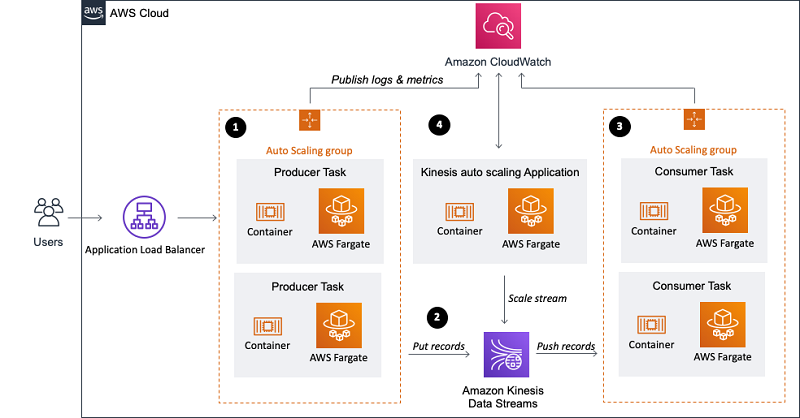 aws
AWS Cloud
Amazon CloudWatch
Publish logs & metrics
1
4
3
Auto Scaling group
Auto Scaling group
Producer Task
Container
AWS Fargate
Kinesis auto scaling Application
Container
AWS Fargate
Consumer Task
Container
AWS Fargate
Users
Application Load Balancer
Producer Task
Container
AWS Fargate
Scale stream
2
Put records
Push records
Consumer Task
Container
AWS Fargate
Amazon Kinesis
Data Streams